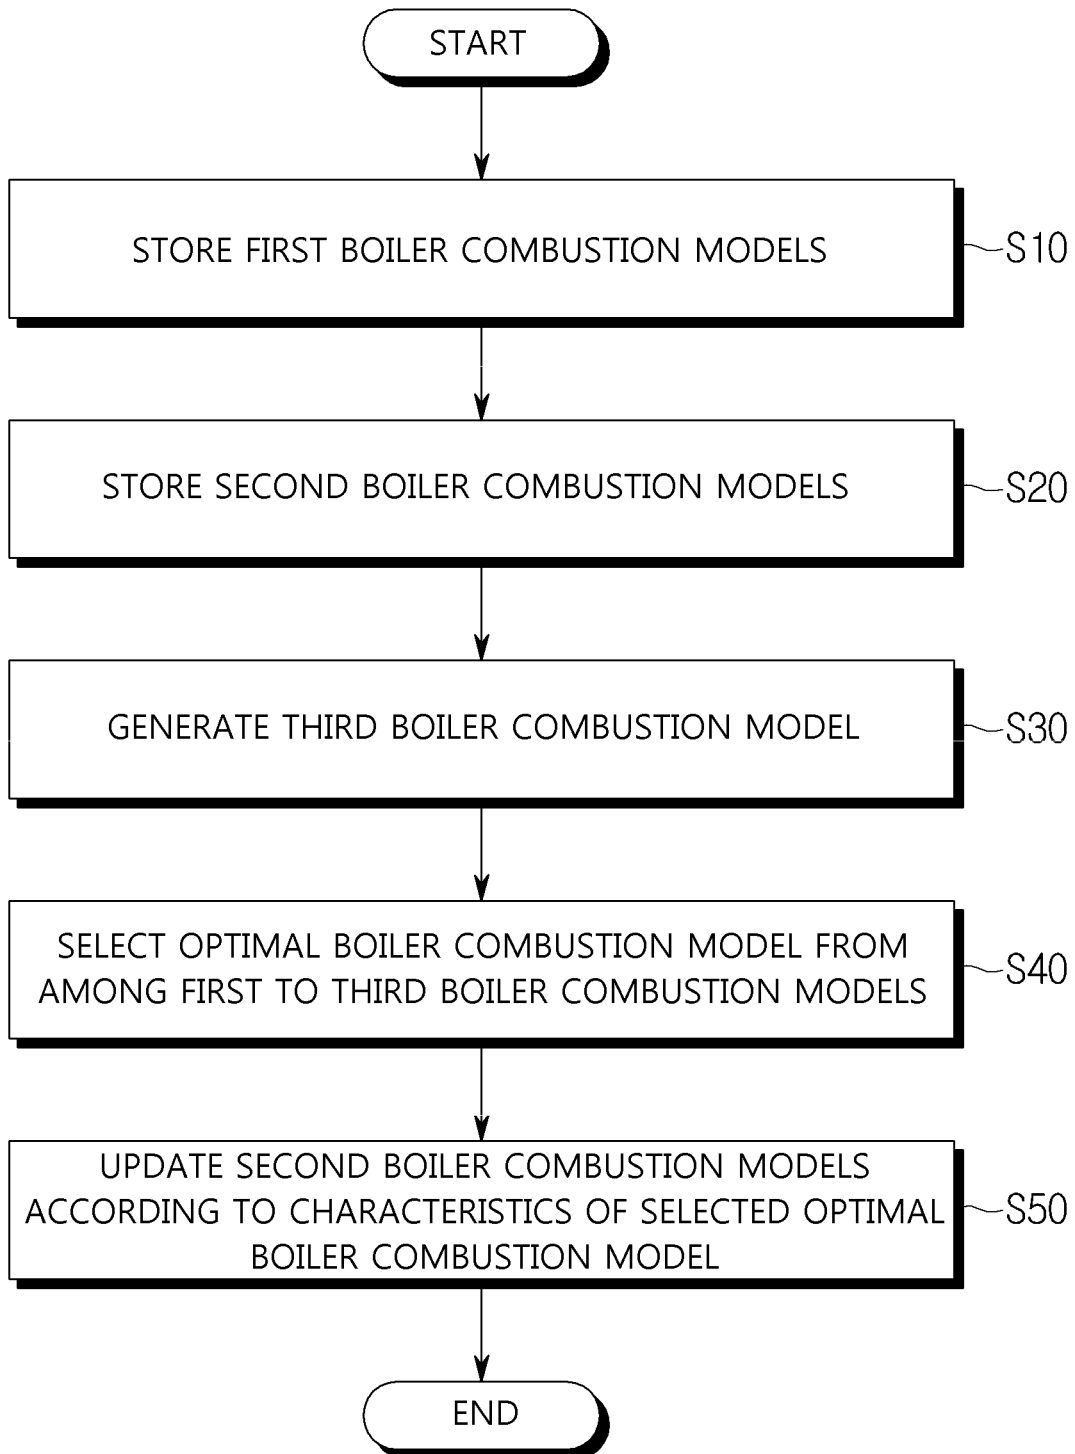 START
STORE FIRST BOILER COMBUSTION MODELS
S10
STORE SECOND BOILER COMBUSTION MODELS
S20
GENERATE THIRD BOILER COMBUSTION MODEL
S30
SELECT OPTIMAL BOILER COMBUSTION MODEL FROM
AMONG FIRST TO THIRD BOILER COMBUSTION MODELS
S40
UPDATE SECOND BOILER COMBUSTION MODELS
ACCORDING TO CHARACTERISTICS OF SELECTED OPTIMAL
BOILER COMBUSTION MODEL
S50
END